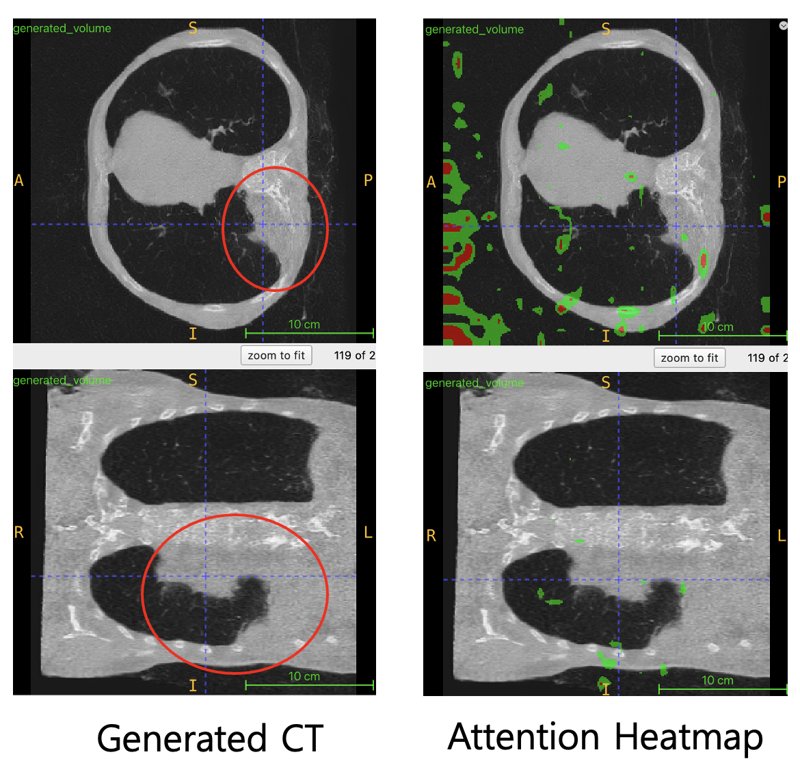 generated_volume
S
A
P
I
10 cm
zoom to fit
119 of 2
generated_volume
S
R
L
I
10 cm
Generated CT
generated_volume
S
A
P
I
10 cm
zoom to fit
119 of 2
generated_volume
S
R
L
I
10 cm
Attention Heatmap